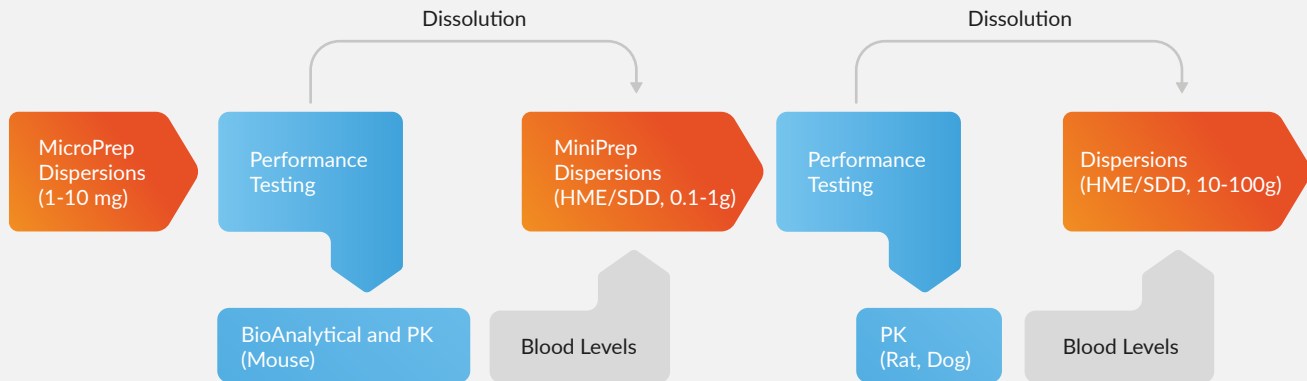 Dissolution
Dissolution
MicroPrep
Dispersions
(1-10 mg)
Performance
Testing
MiniPrep
Dispersions
(HME/SDD, 0.1-1g)
Performance
Testing
Dispersions
(HME/SDD, 10-100g)
BioAnalytical and PK
(Mouse)
Blood Levels
PK
(Rat, Dog)
Blood Levels